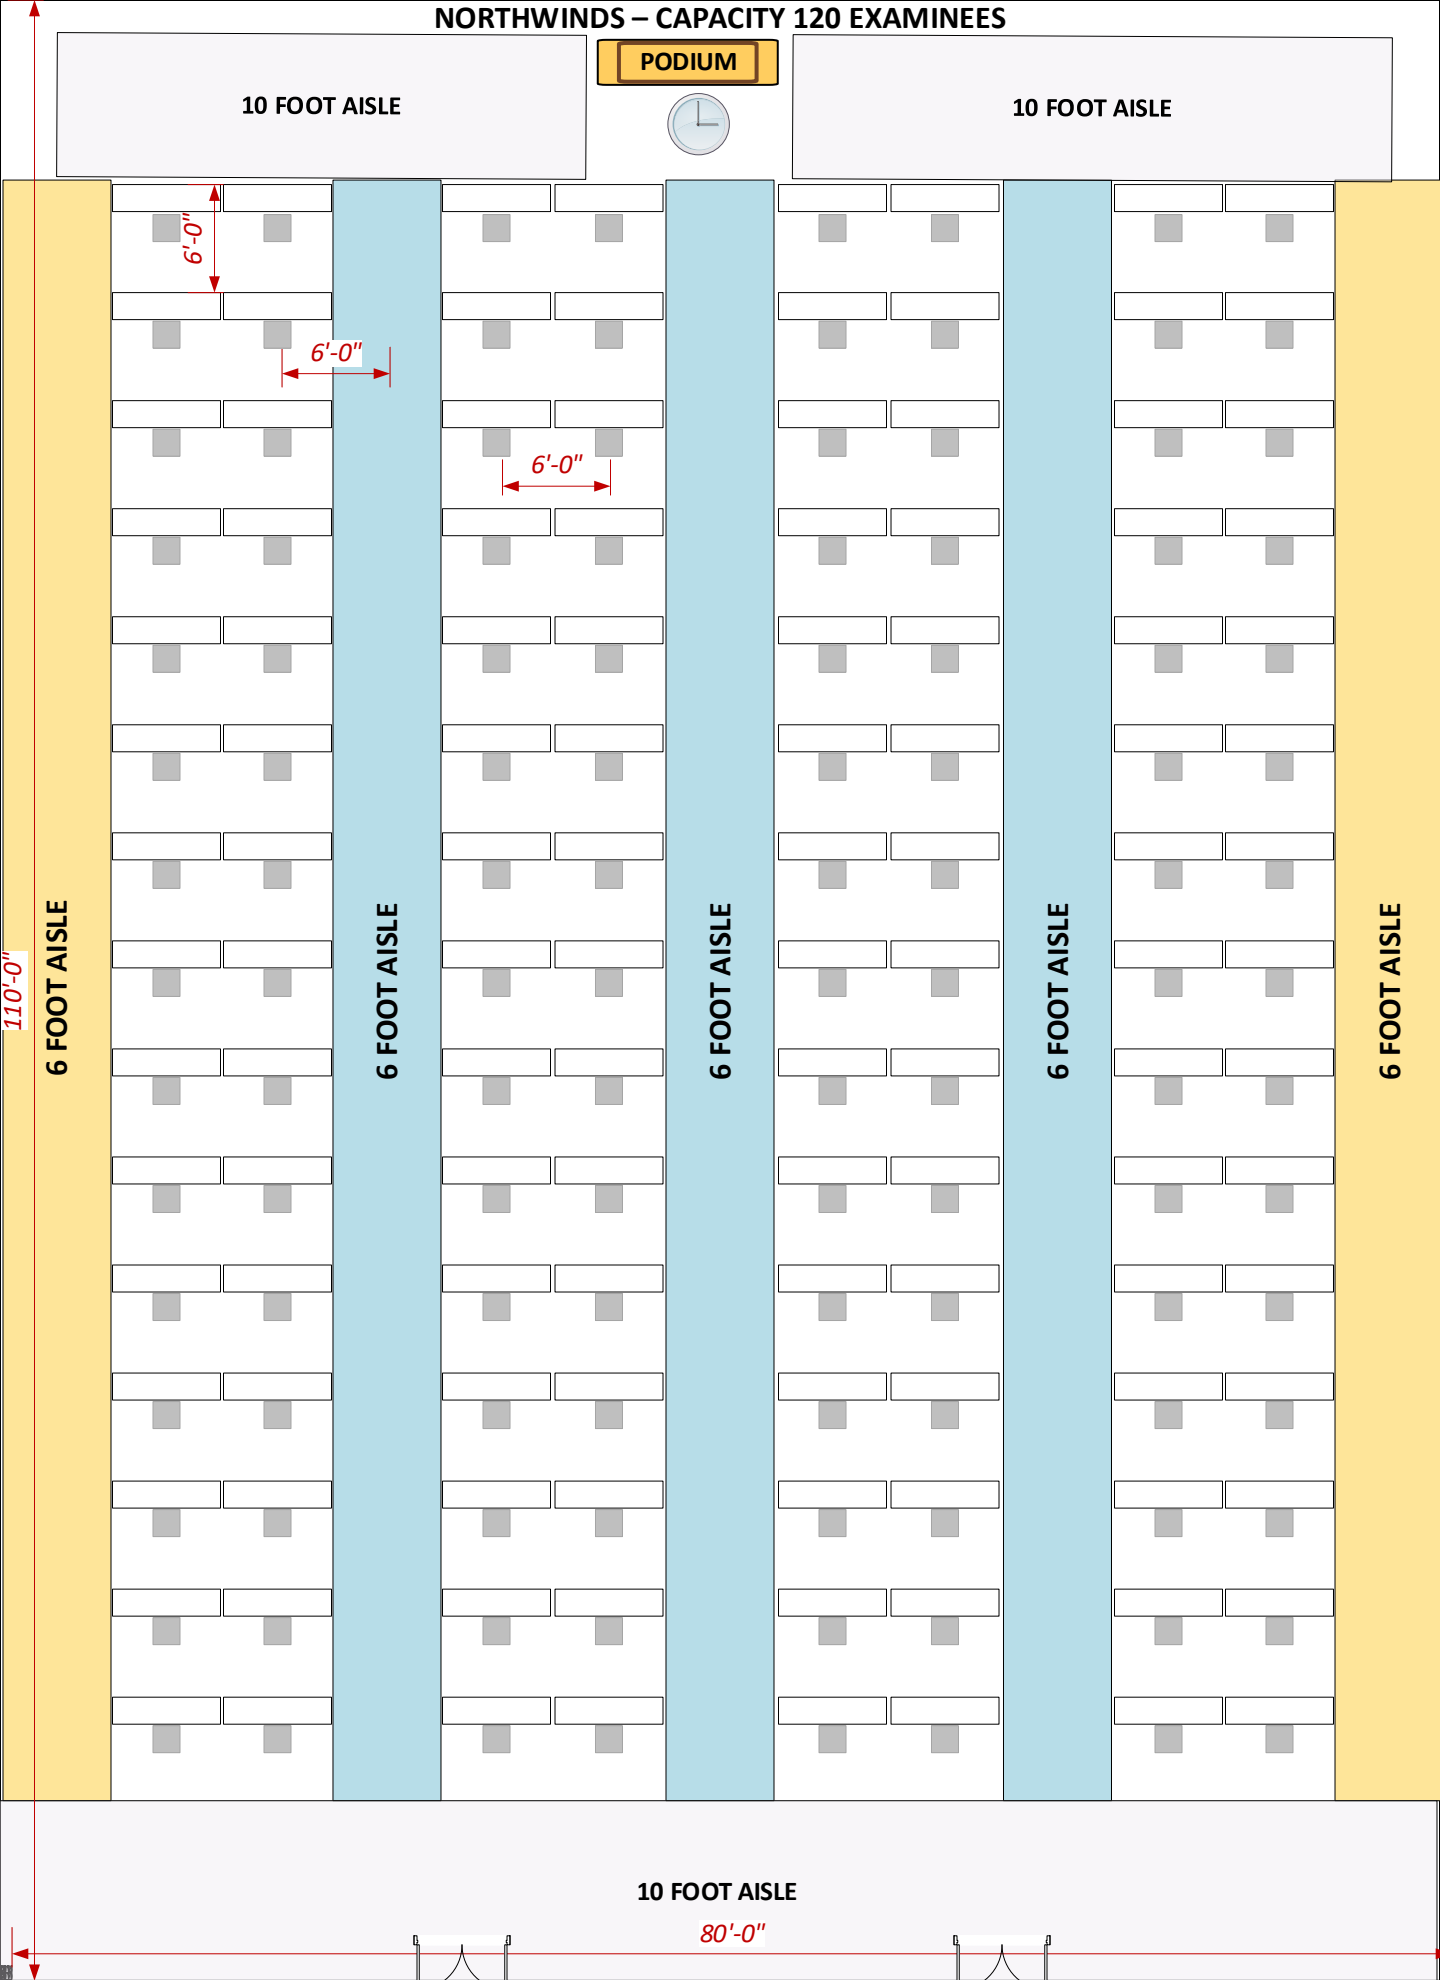 NORTHWINDS – CAPACITY 120 EXAMINEES
PODIUM
10 FOOT AISLE
10 FOOT AISLE
6'-0"
6'-0"
6'-0"
6 FOOT AISLE
6 FOOT AISLE
6 FOOT AISLE
6 FOOT AISLE
6 FOOT AISLE
110'-0"
10 FOOT AISLE
80'-0"